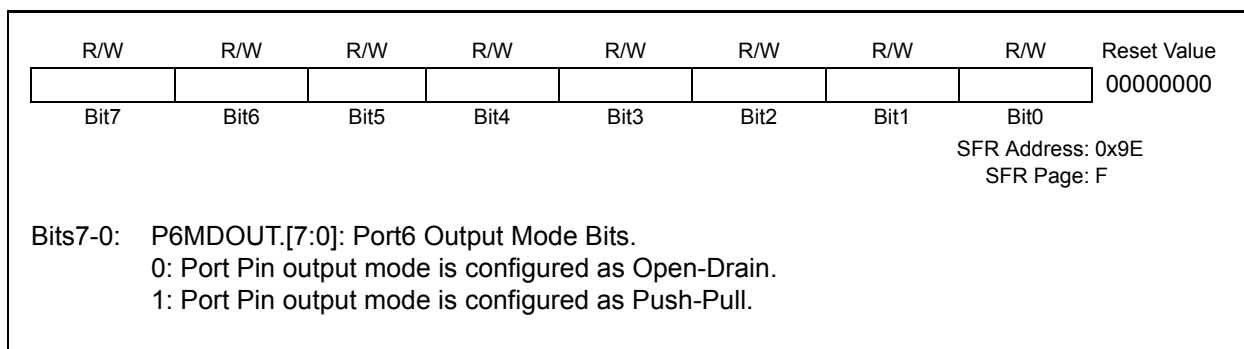 R/W R/W R/W R/W R/W R/W R/W R/W Reset Value
00000000
Bit7 Bit6 Bit5 Bit4 Bit3 Bit2 Bit1 Bit0
SFR Address: 0x9E
SFR Page: F
Bits7-0: P6MDOUT.[7:0]: Port6 Output Mode Bits.
0: Port Pin output mode is configured as Open-Drain.
1: Port Pin output mode is configured as Push-Pull.